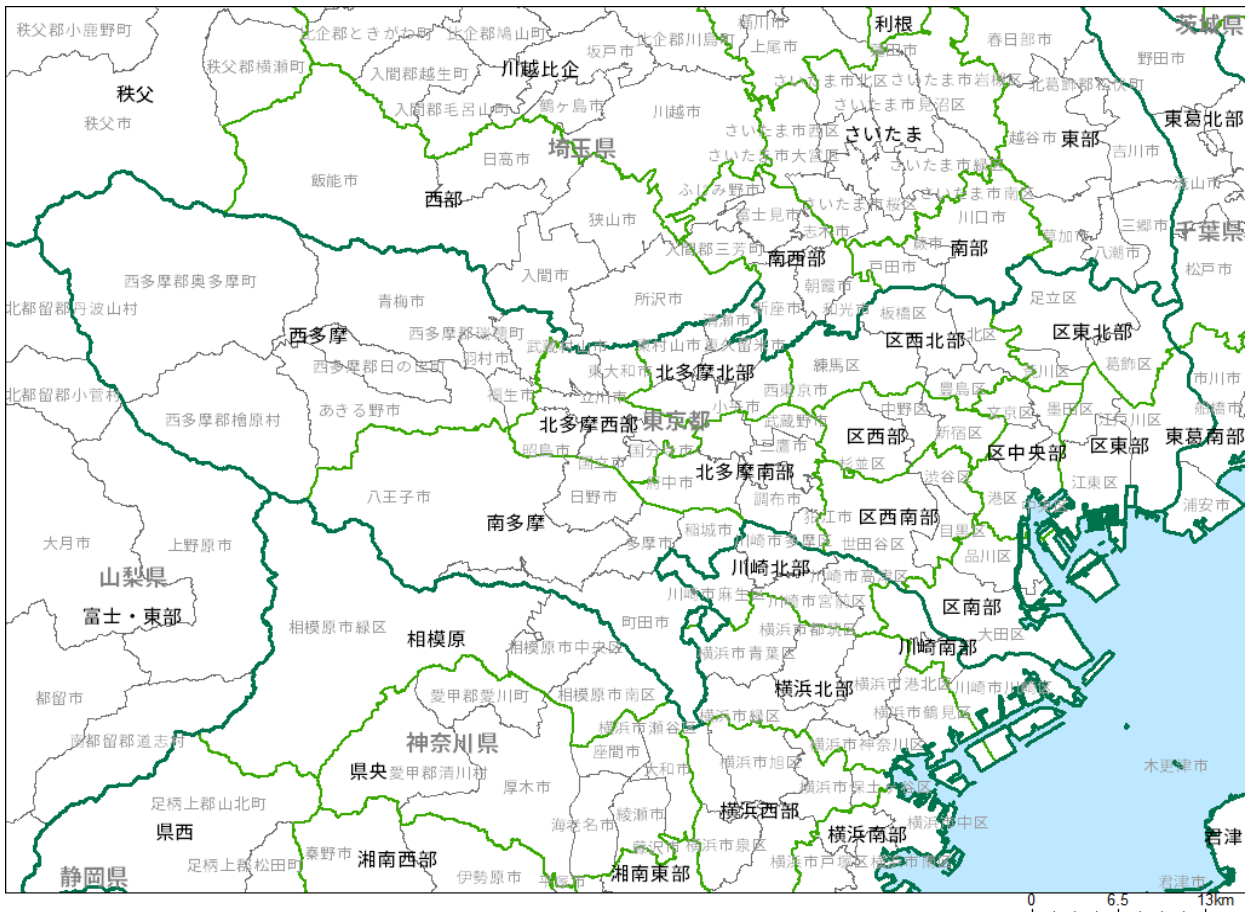 秩父郡小鹿野町
比企郡ときがわ町
比企郡鳩山町
桶川市
利根
茨城県
秩父郡横瀬町
坂戸市
比企郡川島町
上尾市
蓮田市
春日部市
野田市
入間郡越生町
川越比企
さいたま市北区
さいたま市岩槻区
北葛飾郡松伏町
秩父
入間郡毛呂山町
鶴ヶ島市
川越市
さいたま市見沼区
東葛北部
秩父市
さいたま市西区
さいたま
越谷市
東部
埼玉県
日高市
さいたま市大宮区
さいたま市緑区
吉川市
飯能市
西部
ふじみ野市
さいたま市桜区
さいたま市南区
流山市
狭山市
富士見市
志木市
川口市
草加市
三郷市
千葉県
入間郡三芳町
南西部
蕨市
南部
八潮市
入間市
戸田市
松戸市
西多摩郡奥多摩町
青梅市
所沢市
朝霞市
足立区
北都留郡丹波山村
清瀬市
新座市
和光市
板橋区
西多摩
西多摩郡瑞穂町
武蔵村山市
東村山市
東久留米市
区西北部
北区
区東北部
西多摩郡日の出町
羽村市
東大和市
北多摩北部
練馬区
荒川区
葛飾区
北都留郡小菅村
福生市
立川市
小平市
西東京市
豊島区
市川市
西多摩郡檜原村
あきる野市
北多摩西部
東京都
武蔵野市
中野区
文京区
墨田区
江戸川区
船橋市
昭島市
国立市
国分寺市
三鷹市
区西部
新宿区
区中央部
区東部
東葛南部
北多摩南部
杉並区
渋谷区
八王子市
日野市
府中市
調布市
港区
中央区
江東区
浦安市
南多摩
稲城市
狛江市
区西南部
目黒区
大月市
上野原市
多摩市
川崎市多摩区
世田谷区
品川区
山梨県
川崎北部
川崎市高津区
富士・東部
川崎市麻生区
川崎市宮前区
区南部
相模原市緑区
相模原
町田市
横浜市都筑区
大田区
相模原市中央区
横浜市青葉区
川崎南部
都留市
愛甲郡愛川町
相模原市南区
横浜北部
横浜市港北区
川崎市川崎区
南都留郡道志村
横浜市瀬谷区
横浜市緑区
横浜市鶴見区
神奈川県
座間市
横浜市神奈川区
県央
愛甲郡清川村
厚木市
大和市
横浜市旭区
横浜市保土ケ谷区
木更津市
足柄上郡山北町
県西
海老名市
綾瀬市
横浜西部
横浜南部
横浜市中区
君津
静岡県
足柄上郡松田町
秦野市
湘南西部
伊勢原市
平塚市
藤沢市
湘南東部
横浜市泉区
横浜市戸塚区
横浜市南区
君津市
0 6.5 13km